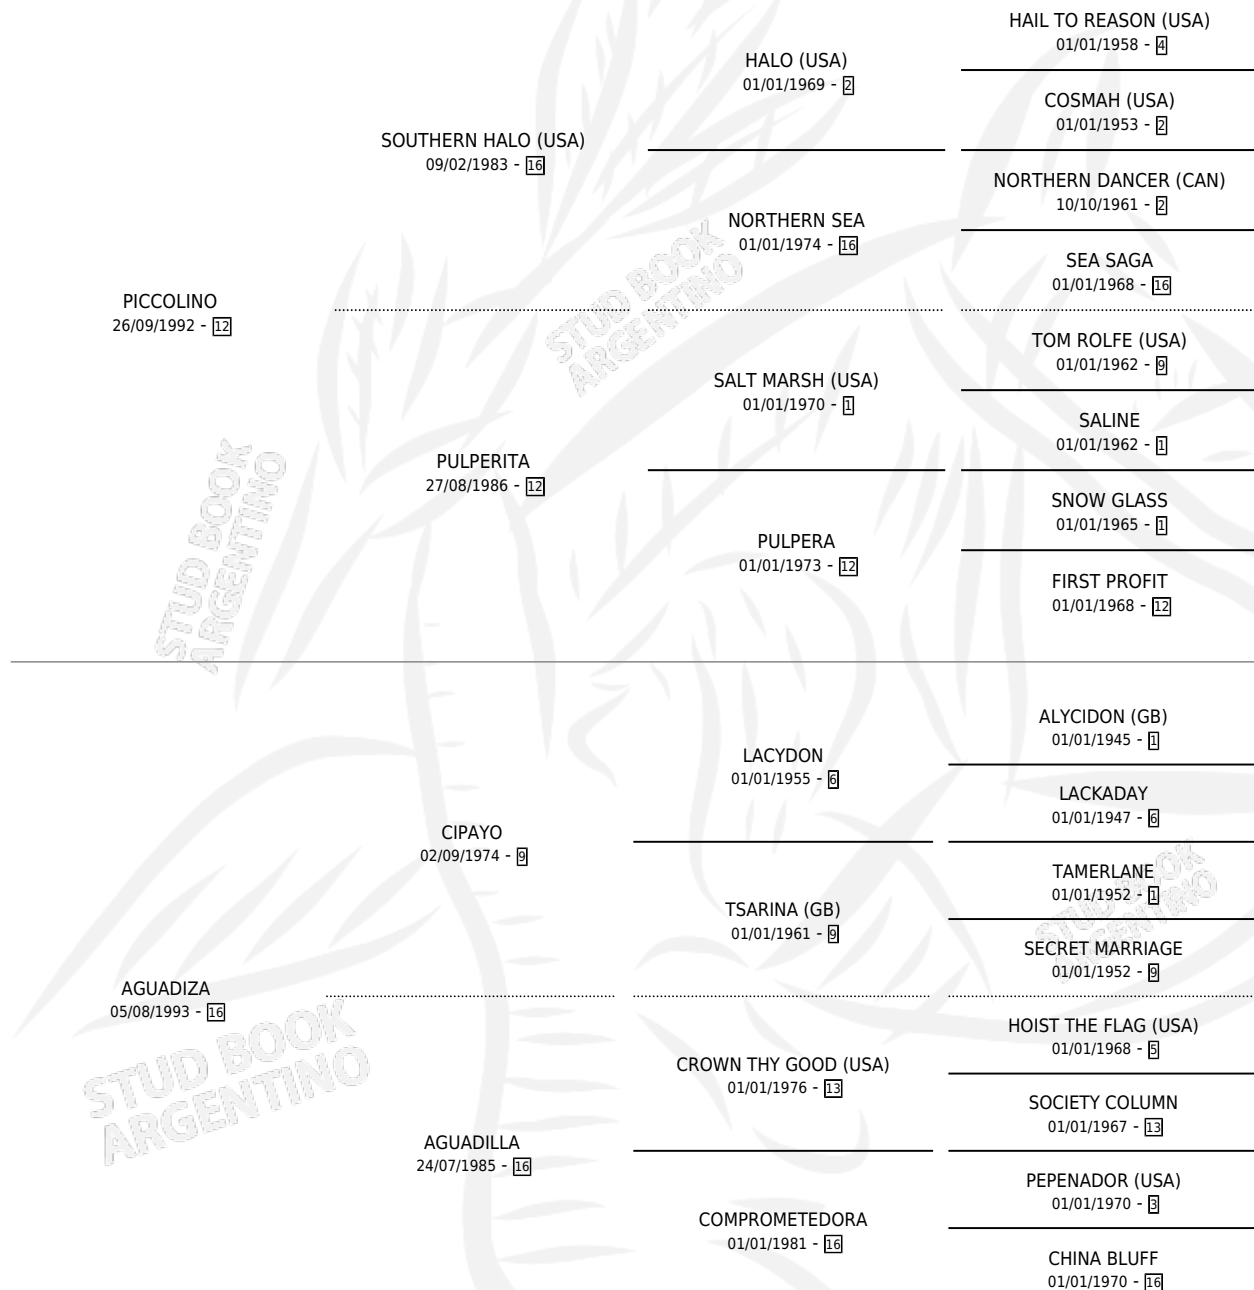 HAIL TO REASON (USA)
01/01/1958 - 4
HALO (USA)
01/01/1969 - 2
COSMAH (USA)
01/01/1953 - 2
SOUTHERN HALO (USA)
09/02/1983 - 16
NORTHERN DANCER (CAN)
10/10/1961 - 2
NORTHERN SEA
01/01/1974 - 16
SEA SAGA
01/01/1968 - 16
PICCOLINO
26/09/1992 - 12
STUD BOOK
ARGENTINO
TOM ROLFE (USA)
01/01/1962 - 9
SALT MARSH (USA)
01/01/1970 - 1
SALINE
01/01/1962 - 1
PULPERITA
27/08/1986 - 12
SNOW GLASS
01/01/1965 - 1
PULPERA
01/01/1973 - 12
FIRST PROFIT
01/01/1968 - 12
STUD BOOK
ARGENTINO
ALYCIDON (GB)
01/01/1945 - 1
LACYDON
01/01/1955 - 6
LACKADAY
01/01/1947 - 6
CIPAYO
02/09/1974 - 9
TAMERLANE
01/01/1952 - 1
TSARINA (GB)
01/01/1961 - 9
STUD BOOK
ARGENTINO
SECRET MARRIAGE
01/01/1952 - 9
AGUADIZA
05/08/1993 - 16
STUD BOOK
ARGENTINO
HOIST THE FLAG (USA)
01/01/1968 - 5
CROWN THY GOOD (USA)
01/01/1976 - 13
SOCIETY COLUMN
01/01/1967 - 13
AGUADILLA
24/07/1985 - 16
PEPENADOR (USA)
01/01/1970 - 3
COMPROMETEDORA
01/01/1981 - 16
CHINA BLUFF
01/01/1970 - 16